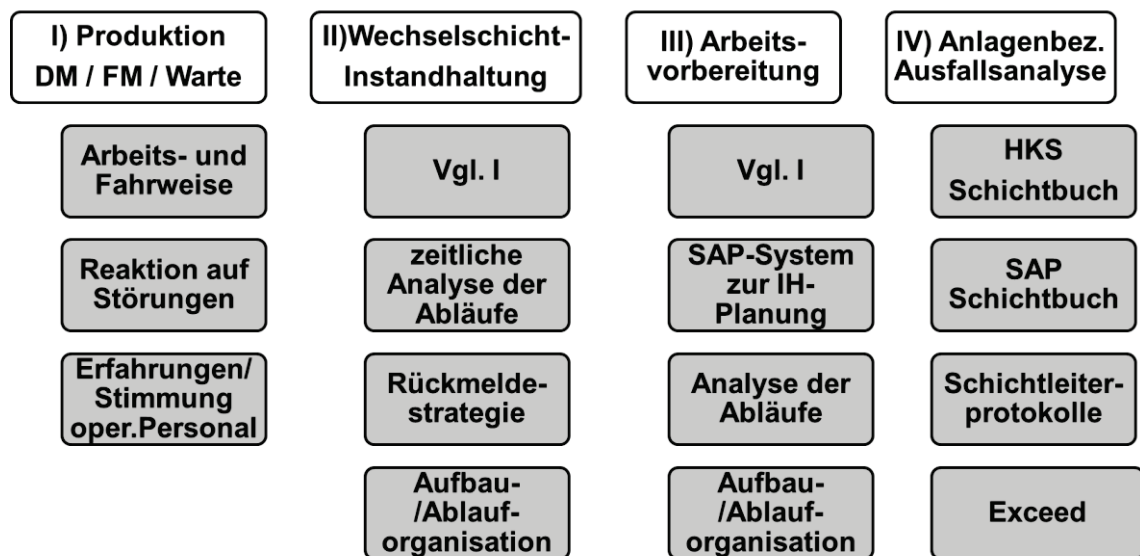 I) Produktion
DM / FM / Warte
II)Wechselschicht-
Instandhaltung
III) Arbeits-
vorbereitung
IV) Anlagenbez.
Ausfallsanalyse
Arbeits- und
Fahrweise
Vgl. I
Vgl. I
HKS
Schichtbuch
Reaktion auf
Störungen
zeitliche
Analyse der
Abläufe
SAP-System
zur IH-
Planung
SAP
Schichtbuch
Erfahrungen/
Stimmung
oper.Personal
Rückmelde-
strategie
Analyse der
Abläufe
Schichtleiter-
protokolle
Aufbau-
/Ablauf-
organisation
Aufbau-
/Ablauf-
organisation
Exceed